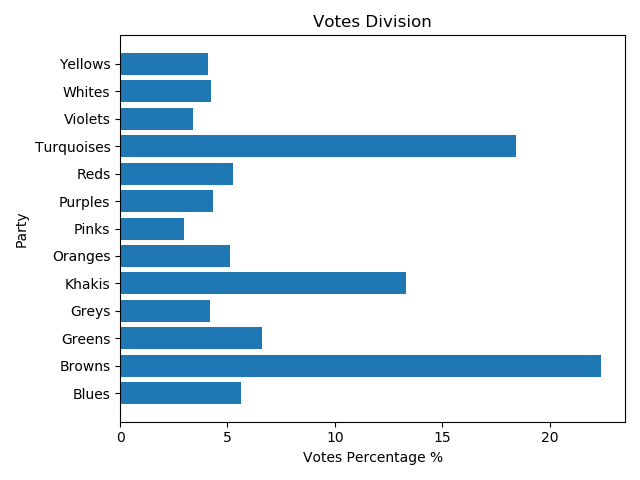 Votes Division
Yellows
Whites
Violets
Turquoises
Reds
Purples
Pinks
Oranges
Khakis
Greys
Greens
Browns
Blues
Party
0 5 10 15 20
Votes Percentage %